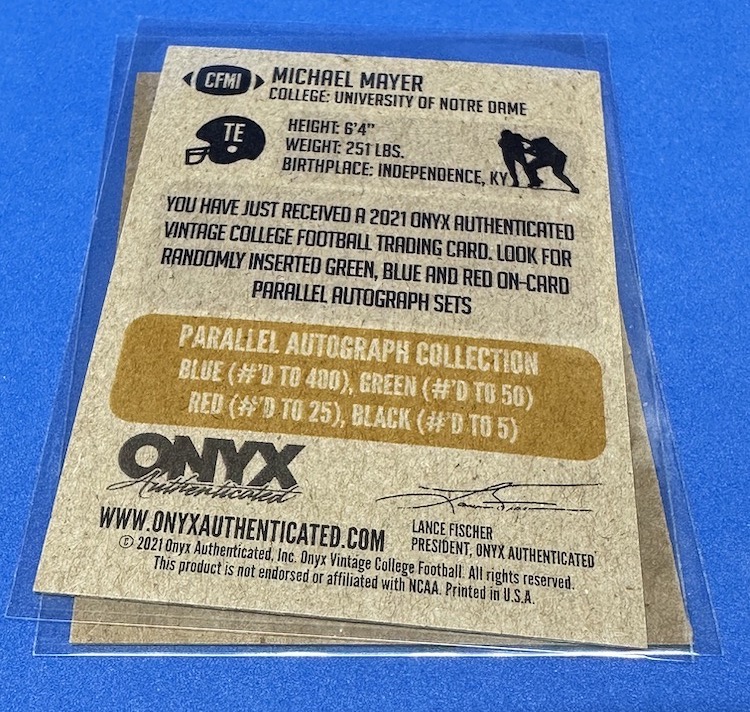 CFMI
MICHAEL MAYER
COLLEGE: UNIVERSITY OF NOTRE DAME
TE
HEIGHT: 6'4"
WEIGHT: 251 LBS.
BIRTHPLACE: INDEPENDENCE, KY
YOU HAVE JUST RECEIVED A 2021 ONYX AUTHENTICATED
VINTAGE COLLEGE FOOTBALL TRADING CARD. LOOK FOR
RANDOMLY INSERTED GREEN, BLUE AND RED ON-CARD
PARALLEL AUTOGRAPH SETS
PARALLEL AUTOGRAPH COLLECTION
BLUE (#'D TO 400), GREEN (#'D TO 50)
RED (#'D TO 25), BLACK (#'D TO 5)
ONYX
Authenticated
WWW.ONYXAUTHENTICATED.COM
LANCE FISCHER
PRESIDENT, ONYX AUTHENTICATED
© 2021 Onyx Authenticated, Inc. Onyx Vintage College Football. All rights reserved.
This product is not endorsed or affiliated with NCAA. Printed in U.S.A.